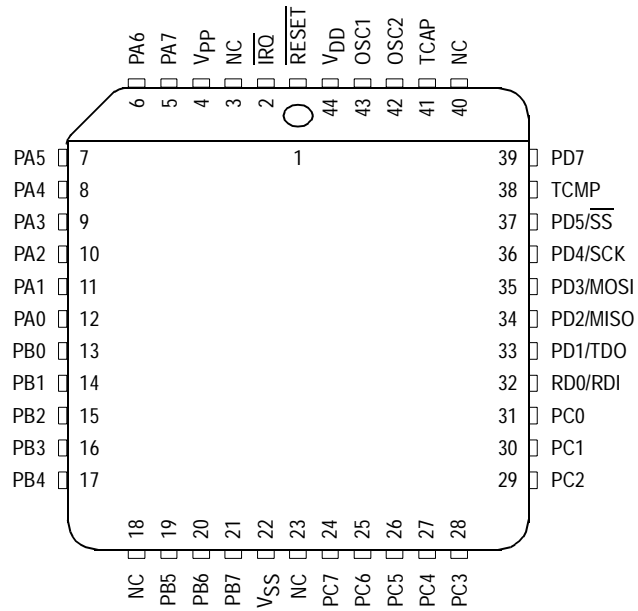 PA6 PA7 VPP NC I̅R̅Q̅ R̅E̅S̅E̅T̅ VDD OSC1 OSC2 TCAP NC
6 5 4 3 2 44 43 42 41 40
PA5 7 1 39 PD7
PA4 8 38 TCMP
PA3 9 37 PD5/S̅S̅
PA2 10 36 PD4/SCK
PA1 11 35 PD3/MOSI
PA0 12 34 PD2/MISO
PB0 13 33 PD1/TDO
PB1 14 32 RD0/RDI
PB2 15 31 PC0
PB3 16 30 PC1
PB4 17 29 PC2
18 19 20 21 22 23 24 25 26 27 28
NC PB5 PB6 PB7 VSS NC PC7 PC6 PC5 PC4 PC3